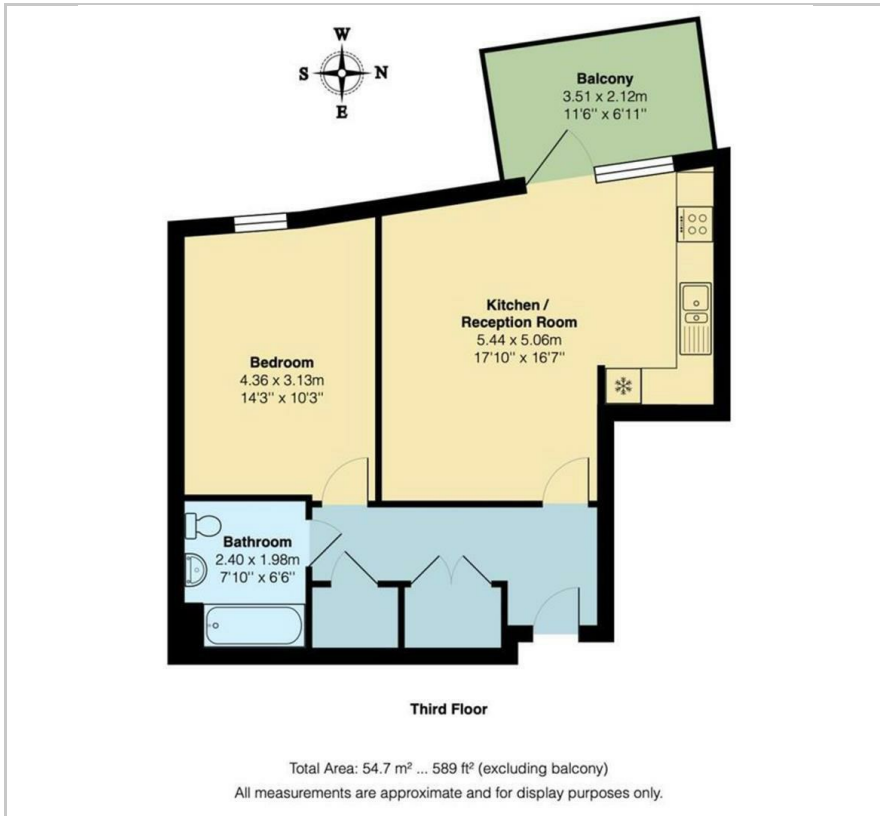 W
S N
E
Balcony
3.51 x 2.12m
11'6" x 6'11"
Kitchen /
Reception Room
5.44 x 5.06m
17'10" x 16'7"
Bedroom
4.36 x 3.13m
14'3" x 10'3"
Bathroom
2.40 x 1.98m
7'10" x 6'6"
Third Floor
Total Area: 54.7 m² ... 589 ft² (excluding balcony)
All measurements are approximate and for display purposes only.